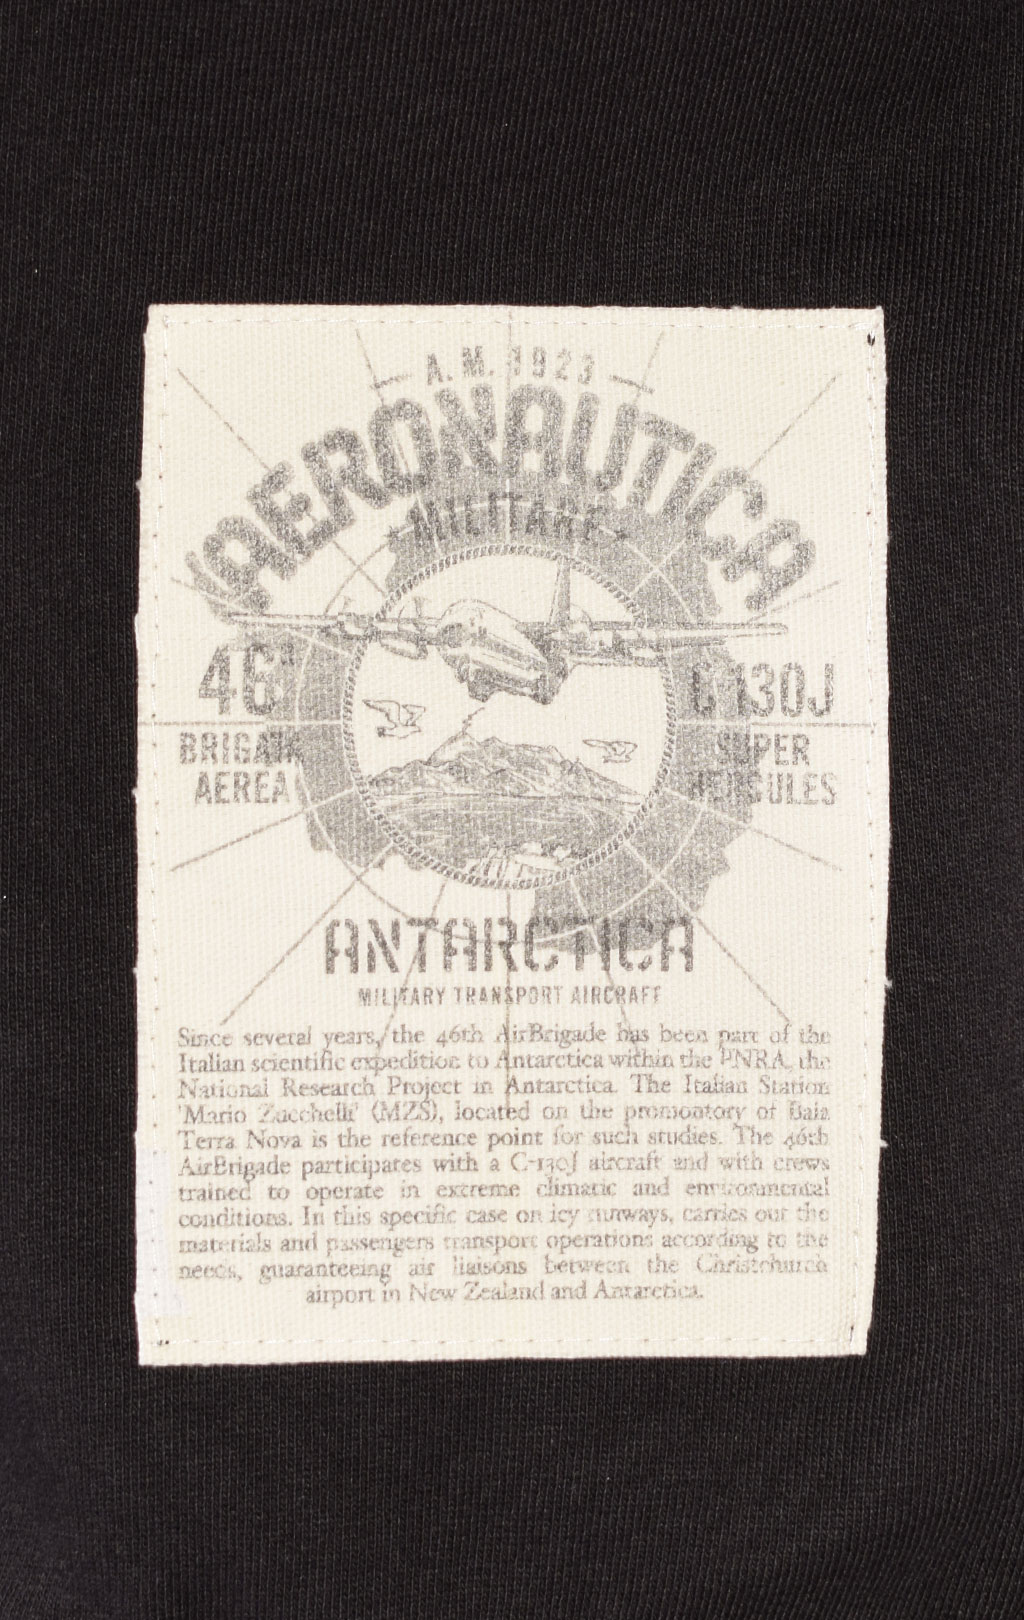 A.M. 1923
AERONAUTICA
MILITARE
46ª
BRIGATA
AEREA
C-130J
SUPER
HERCULES
ANTARCTICA
MILITARY TRANSPORT AIRCRAFT
Since several years, the 46th AirBrigade has been part of the
Italian scientific expedition to Antarctica within the PNRA, the
National Research Project in Antarctica. The Italian Station
'Mario Zucchelli' (MZS), located on the promontory of Baia
Terra Nova is the reference point for such studies. The 46th
AirBrigade participates with a C-130J aircraft and with crews
trained to operate in extreme climatic and environmental
conditions. In this specific case on icy runways, carries out the
materials and passengers transport operations according to the
needs, guaranteeing air liaisons between the Christchurch
airport in New Zealand and Antarctica.